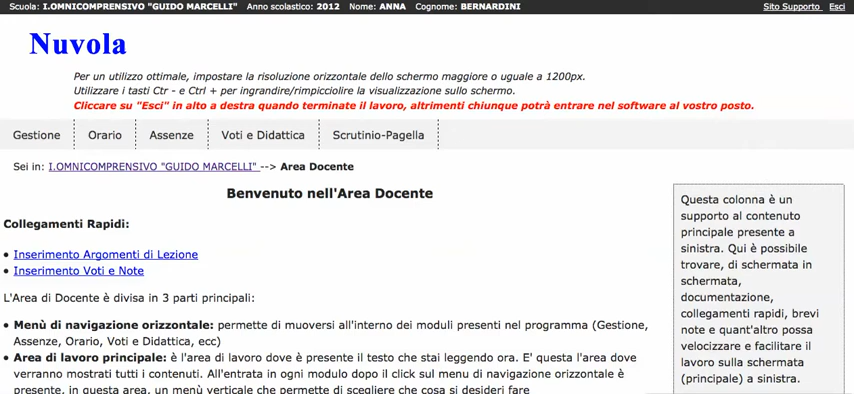 Scuola: I.OMNICOMPRENSIVO "GUIDO MARCELLI" Anno scolastico: 2012 Nome: ANNA Cognome: BERNARDINI Sito Supporto Esci
Nuvola
Per un utilizzo ottimale, impostare la risoluzione orizzontale dello schermo maggiore o uguale a 1200px.
Utilizzare i tasti Ctr - e Ctrl + per ingrandire/rimpicciolire la visualizzazione sullo schermo.
Cliccare su "Esci" in alto a destra quando terminate il lavoro, altrimenti chiunque potrà entrare nel software al vostro posto.
Gestione Orario Assenze Voti e Didattica Scrutinio-Pagella
Sei in: I.OMNICOMPRENSIVO "GUIDO MARCELLI" --> Area Docente
Benvenuto nell'Area Docente
Collegamenti Rapidi:
• Inserimento Argomenti di Lezione
• Inserimento Voti e Note
L'Area di Docente è divisa in 3 parti principali:
• Menù di navigazione orizzontale: permette di muoversi all'interno dei moduli presenti nel programma (Gestione,
Assenze, Orario, Voti e Didattica, ecc)
• Area di lavoro principale: è l'area di lavoro dove è presente il testo che stai leggendo ora. E' questa l'area dove
verranno mostrati tutti i contenuti. All'entrata in ogni modulo dopo il click sul menu di navigazione orizzontale è
presente, in questa area, un menù verticale che permette di scegliere che cosa si desideri fare
Questa colonna è un
supporto al contenuto
principale presente a
sinistra. Qui è possibile
trovare, di schermata in
schermata,
documentazione,
collegamenti rapidi, brevi
note e quant'altro possa
velocizzare e facilitare il
lavoro sulla schermata
(principale) a sinistra.